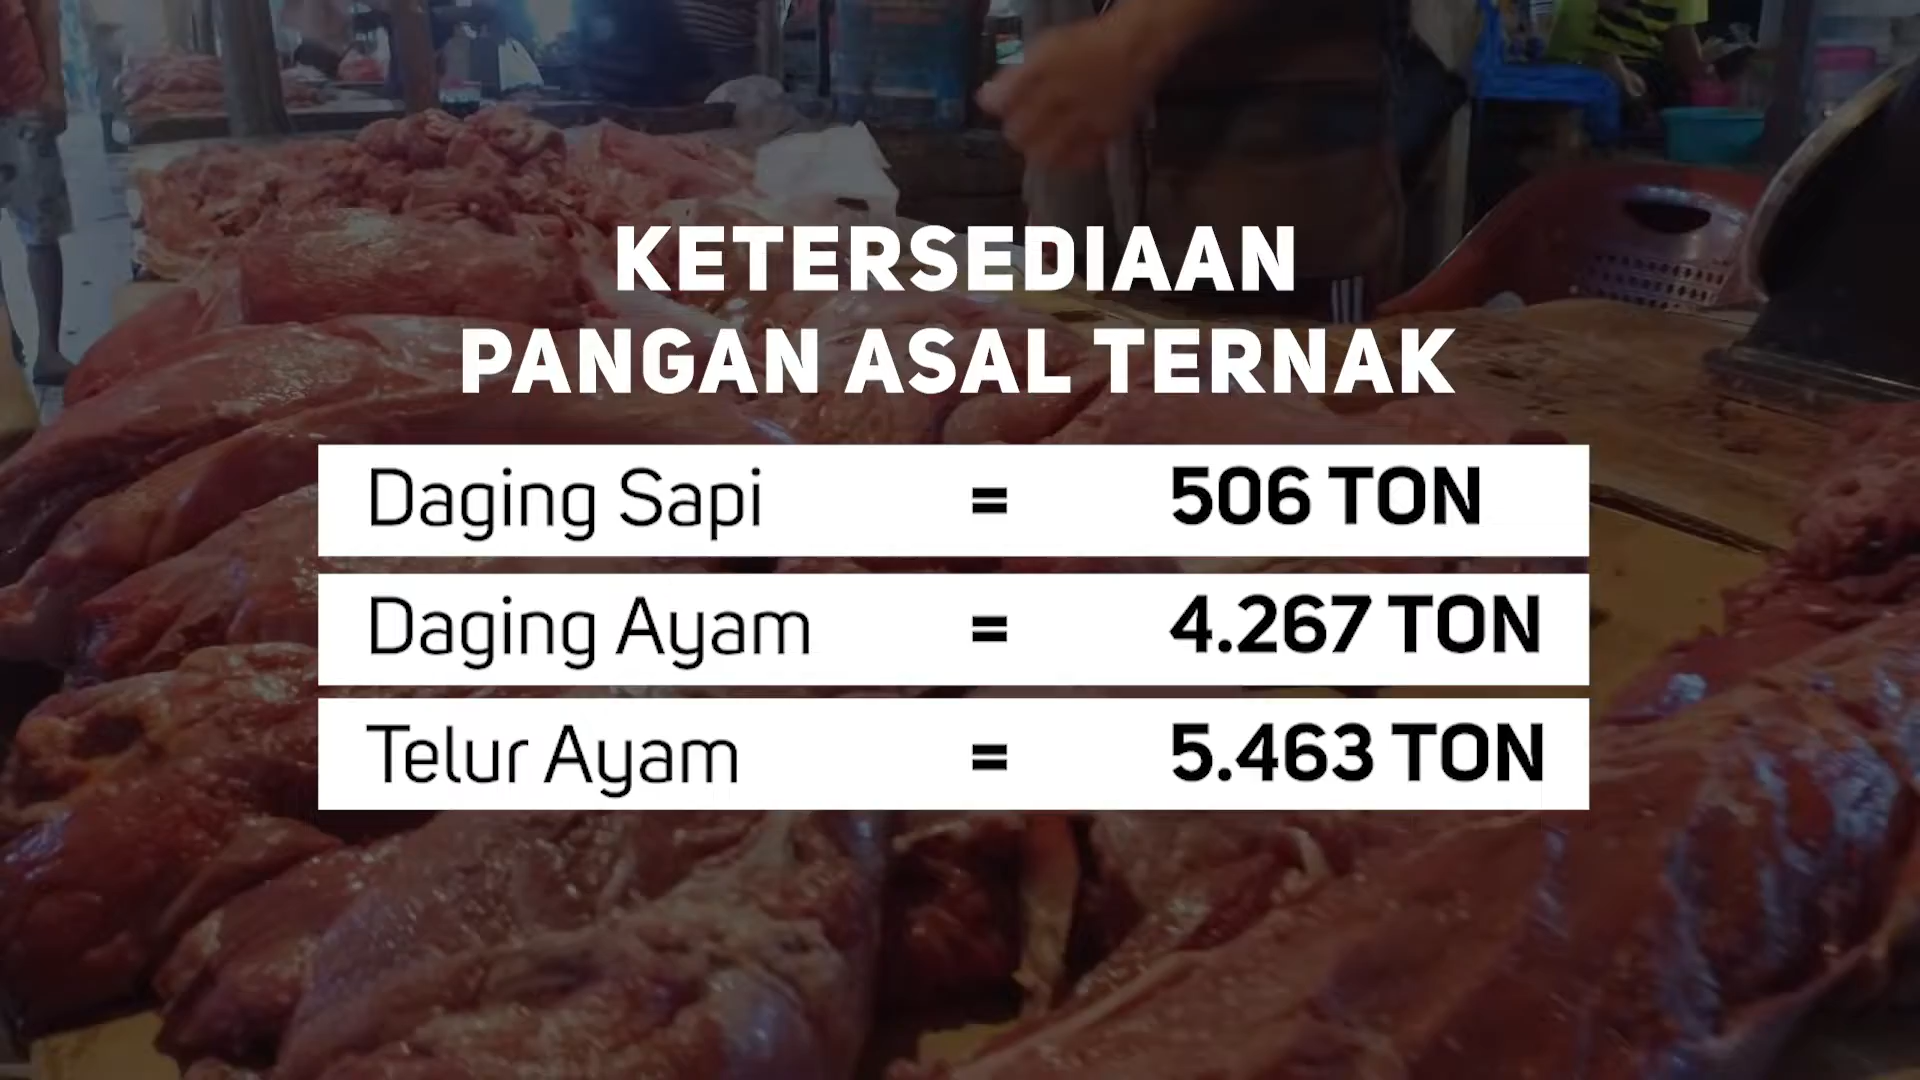 KETERSEDIAAN
PANGAN ASAL TERNAK
Daging Sapi = 506 TON
Daging Ayam = 4.267 TON
Telur Ayam = 5.463 TON